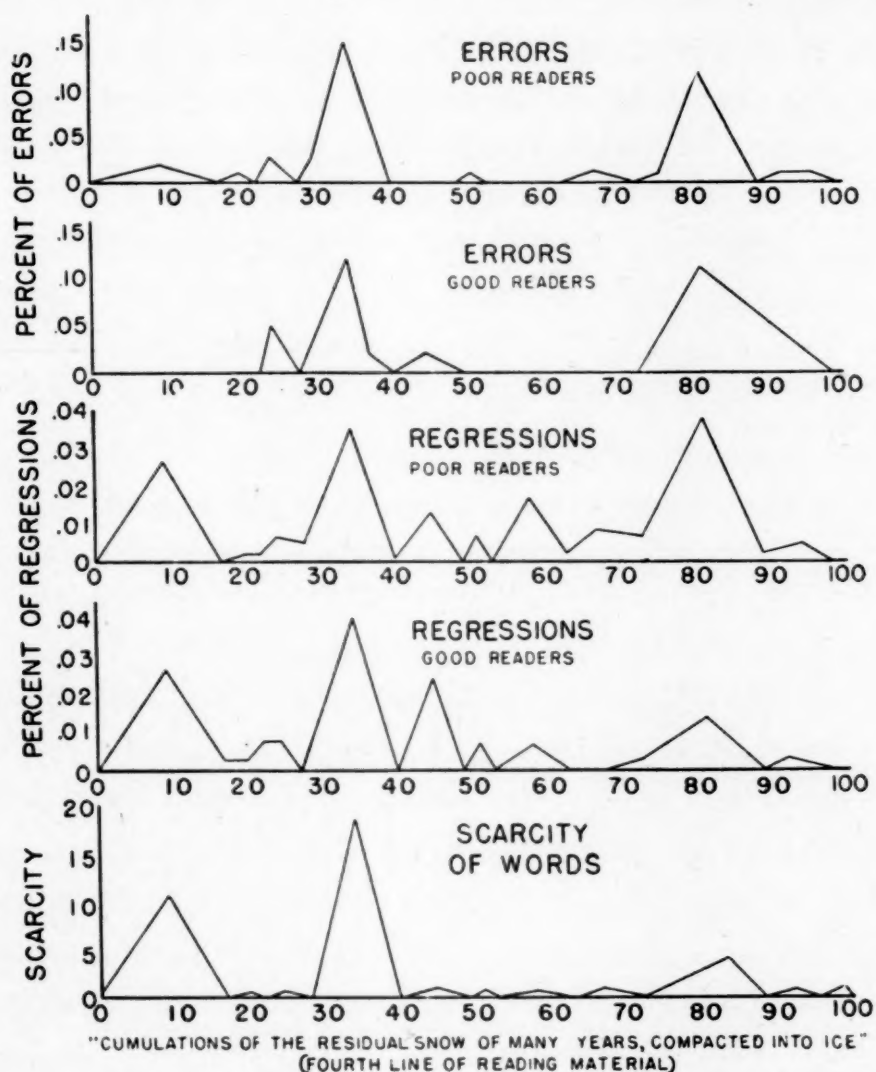 PERCENT OF ERRORS
.15
.10
.05
0
ERRORS
POOR READERS
0 10 20 30 40 50 60 70 80 90 100
.15
.10
.05
0
ERRORS
GOOD READERS
0 10 20 30 40 50 60 70 80 90 100
PERCENT OF REGRESSIONS
.04
.03
.02
.01
0
REGRESSIONS
POOR READERS
0 10 20 30 40 50 60 70 80 90 100
.04
.03
.02
.01
0
REGRESSIONS
GOOD READERS
0 10 20 30 40 50 60 70 80 90 100
SCARCITY
20
15
10
5
0
SCARCITY
OF WORDS
0 10 20 30 40 50 60 70 80 90 100
"CUMULATIONS OF THE RESIDUAL SNOW OF MANY YEARS, COMPACTED INTO ICE"
(FOURTH LINE OF READING MATERIAL)